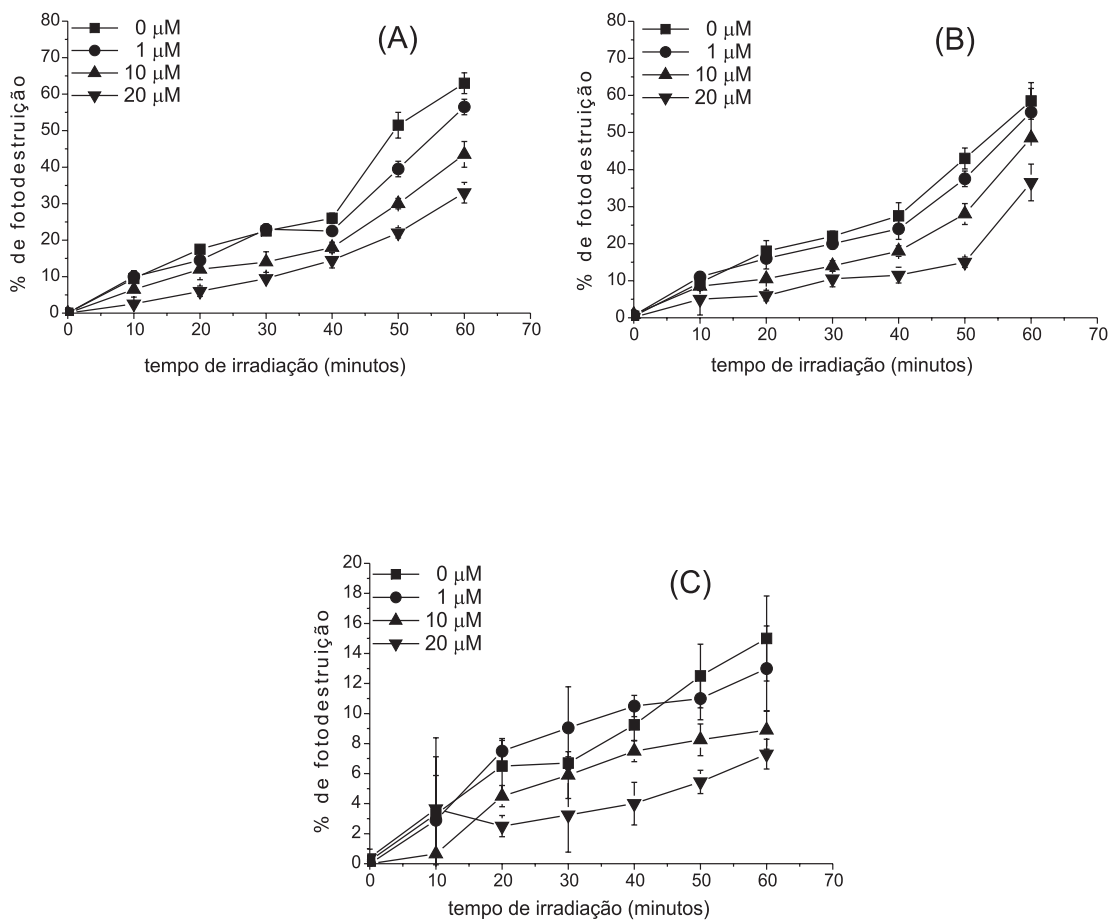 (A)
0 μM
1 μM
10 μM
20 μM
80
70
60
50
40
30
20
10
0
% de fotodestruição
0 10 20 30 40 50 60 70
tempo de irradiação (minutos)
(B)
0 μM
1 μM
10 μM
20 μM
80
70
60
50
40
30
20
10
0
% de fotodestruição
0 10 20 30 40 50 60 70
tempo de irradiação (minutos)
(C)
0 μM
1 μM
10 μM
20 μM
20
18
16
14
12
10
8
6
4
2
0
% de fotodestruição
0 10 20 30 40 50 60 70
tempo de irradiação (minutos)